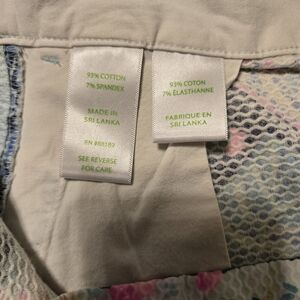 93% COTTON
7% SPANDEX
MADE IN
SRI LANKA
RN #88189
SEE REVERSE
FOR CARE
93% COTON
7% ÉLASTHANNE
FABRIQUÉ EN
SRI LANKA